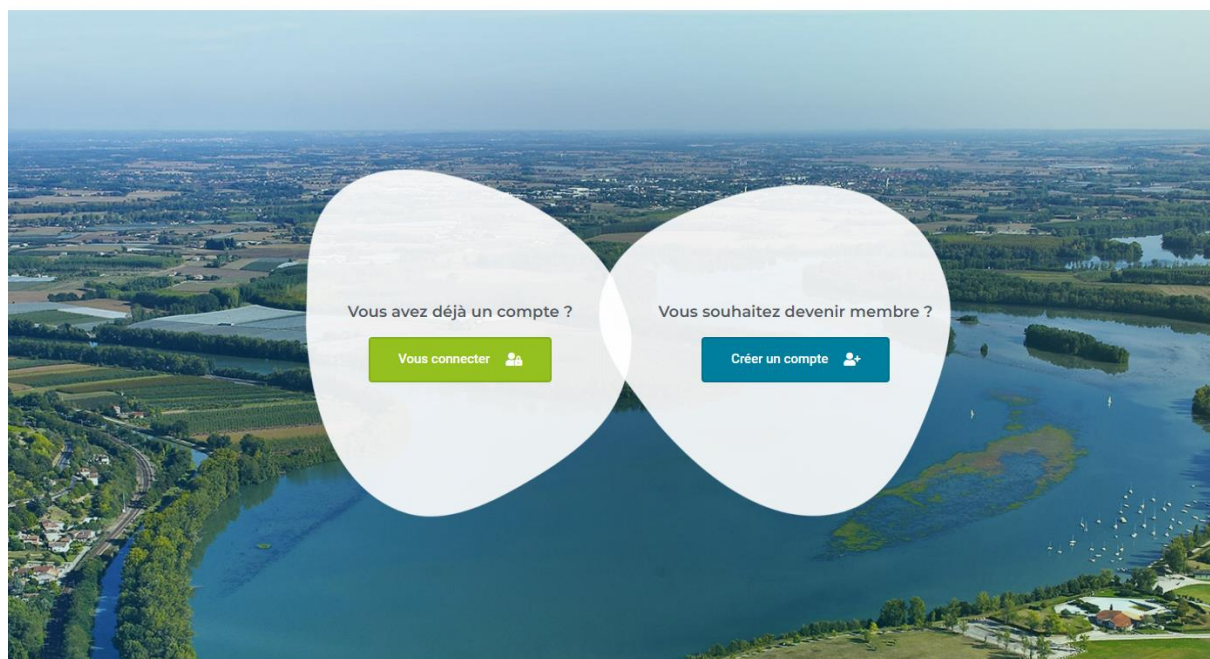 Vous avez déjà un compte ?
Vous connecter
Vous souhaitez devenir membre ?
Créer un compte